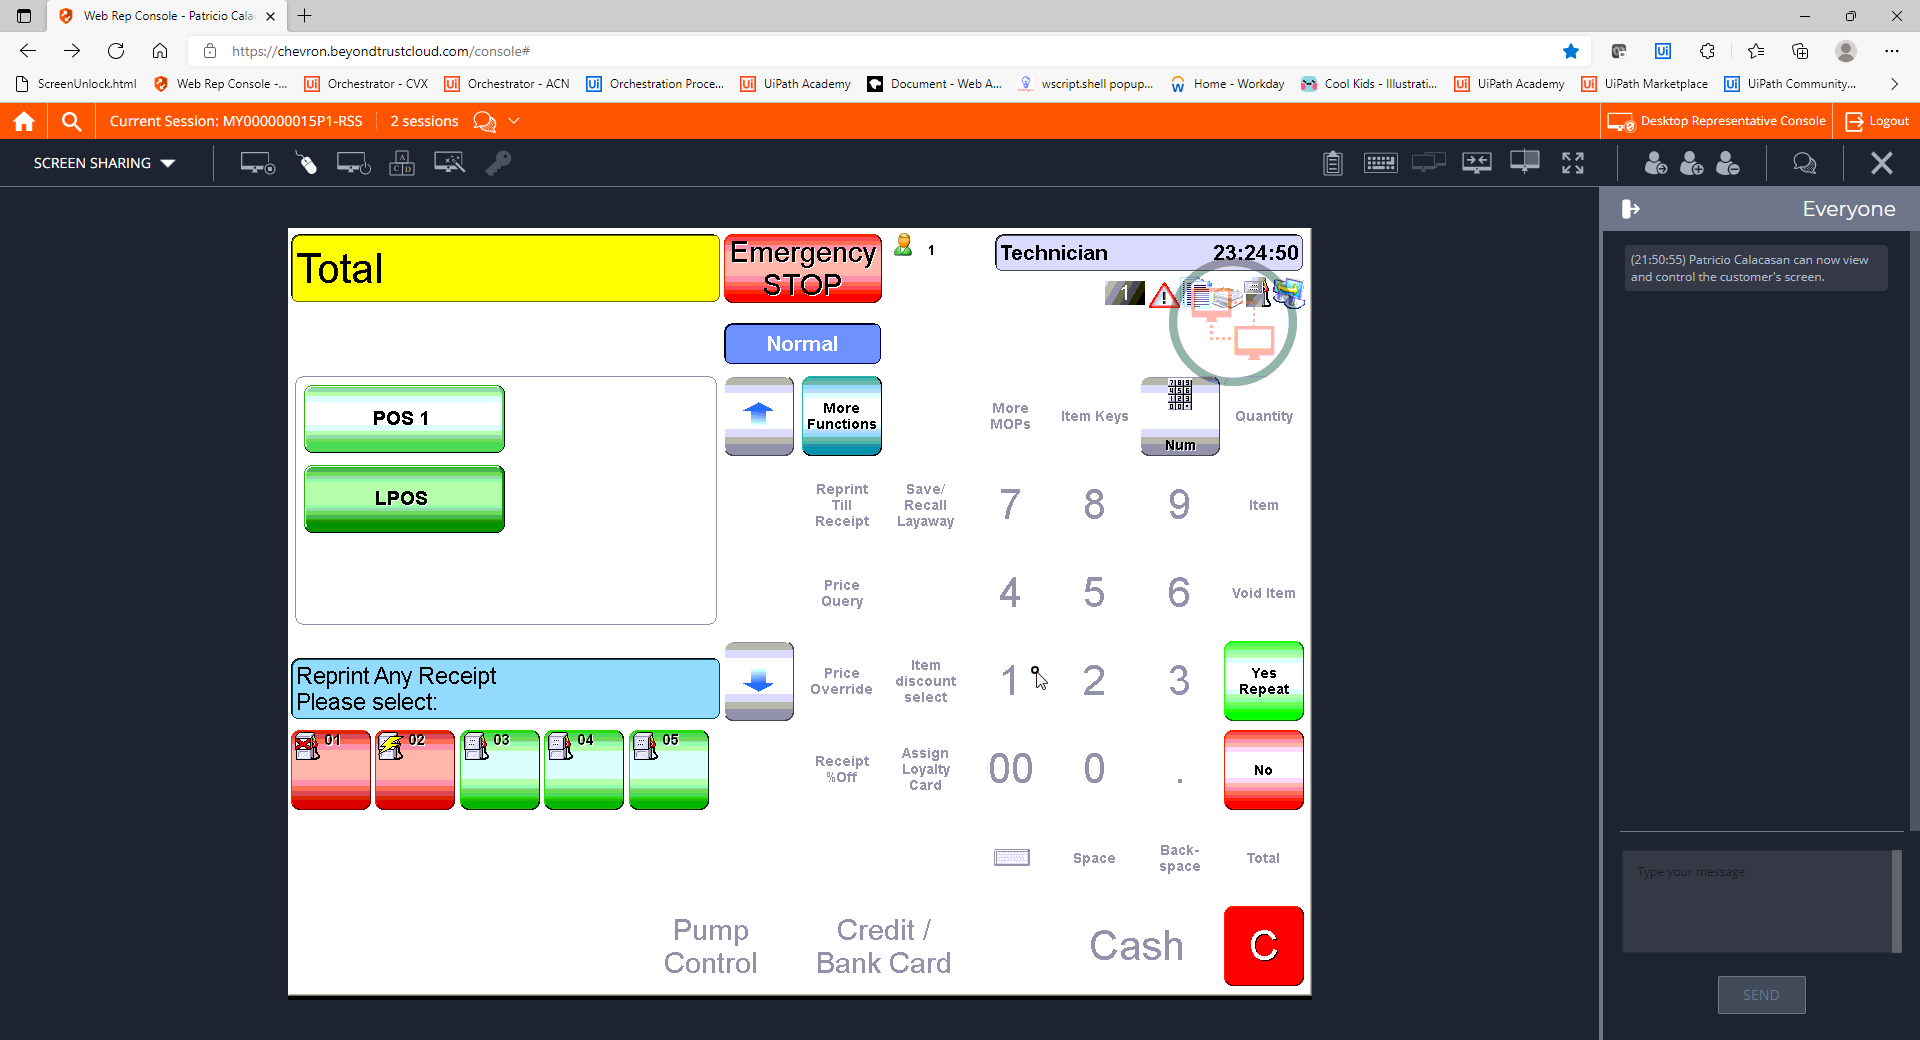 Web Rep Console - Patricio Cala
https://chevron.beyondtrustcloud.com/console#
ScreenUnlock.html
Web Rep Console -...
Orchestrator - CVX
Orchestrator - ACN
Orchestration Proce...
UiPath Academy
Document - Web A...
wscript.shell popup...
Home - Workday
Cool Kids - Illustrati...
UiPath Academy
UiPath Marketplace
UiPath Community...
Current Session: MY000000015P1-RSS
2 sessions
Desktop Representative Console
Logout
SCREEN SHARING
Everyone
(21:50:55) Patricio Calacasan can now view
and control the customer's screen.
Total
Emergency
STOP
1
Technician
23:24:50
1
Normal
POS 1
LPOS
More
Functions
More
MOPs
Item Keys
Num
Quantity
Reprint
Till
Receipt
Save/
Recall
Layaway
7
8
9
Item
Price
Query
4
5
6
Void Item
Reprint Any Receipt
Please select:
Price
Override
Item
discount
select
1
2
3
Yes
Repeat
01
02
03
04
05
Receipt
%Off
Assign
Loyalty
Card
00
0
.
No
Space
Back-
space
Total
Pump
Control
Credit /
Bank Card
Cash
C
Type your message
SEND